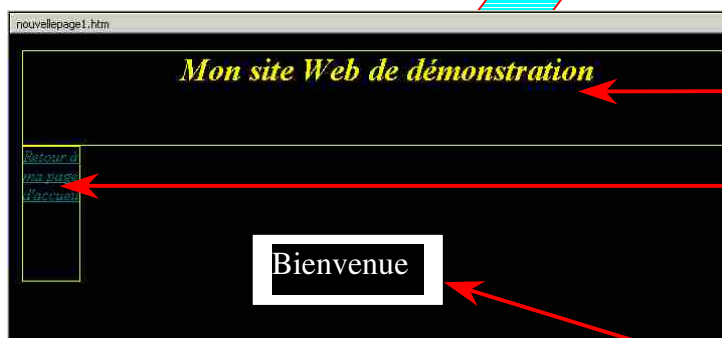 nouvellepage1.htm
Mon site Web de démonstration
Retour à
ma page
d'accueil
Bienvenue